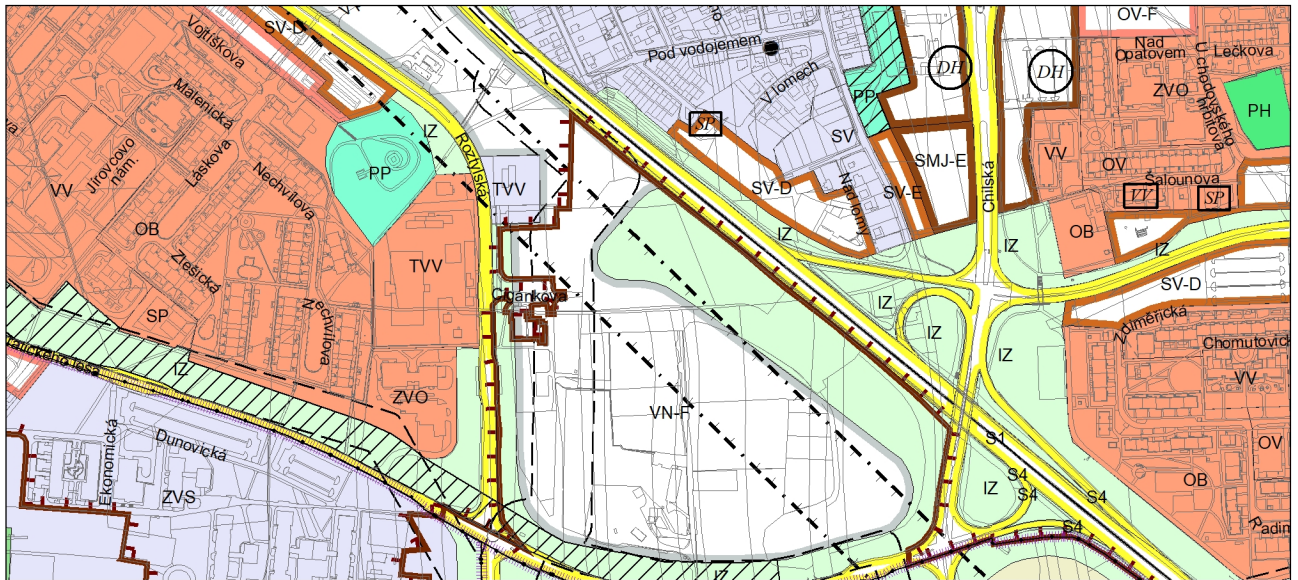 SV-D
Vojtíškova
Malenická
Jírovcovo
nám.
Láskova
VV
OB
Nechvílova
Zlešická
SP
Nechvílova
PP
IZ
Roztylská
TVV
TVV
ZVO
IZ
Ekonomická
Dunovická
ZVS
VN-F
IZ
Pod vodojemem
V lomech
SP
SV
SV-D
Nad lomy
IZ
PP
DH
DH
SMJ-E
SV-E
Chilská
IZ
IZ
IZ
IZ
IZ
S1
S4
S4
S4
S4
OV-F
Nad
Opatovem
Lečkova
ZVO
U chodovského
hřbitova
PH
VV
OV
Šalounova
VV
SP
OB
IZ
SV-D
Zdiměřická
VV
OV
OB